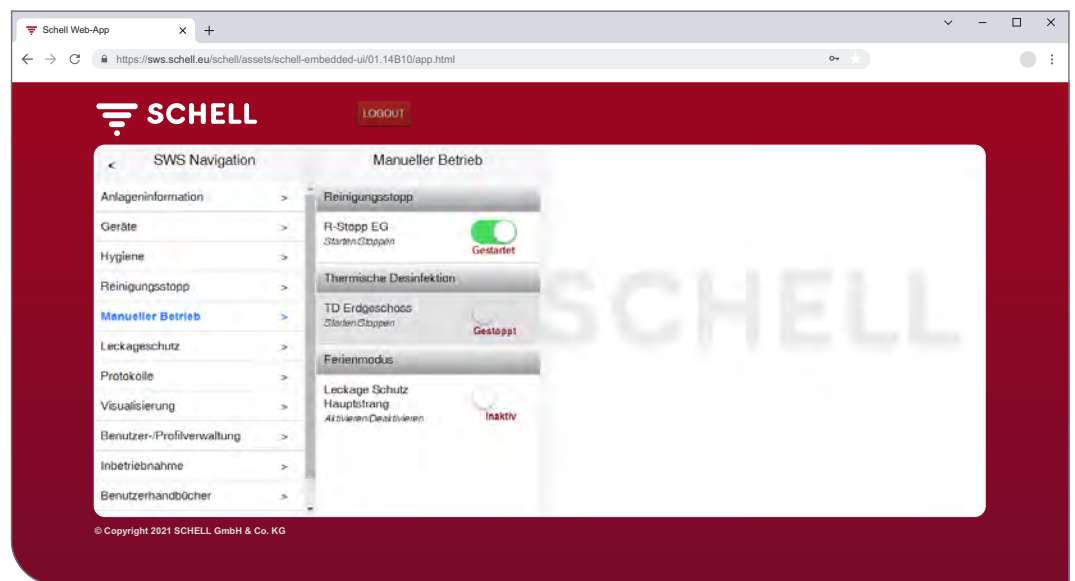 Schell Web-App
https://sws.schell.eu/schell/assets/schell-embedded-ui/01.14B10/app.html
SCHELL
LOGOUT
< SWS Navigation
Manueller Betrieb
Anlageninformation >
Geräte >
Hygiene >
Reinigungsstopp >
Manueller Betrieb >
Leckageschutz >
Protokolle >
Visualisierung >
Benutzer-/Profilverwaltung >
Inbetriebnahme >
Benutzerhandbücher >
Reinigungsstopp
R-Stopp EG
Starten/Stoppen
Gestartet
Thermische Desinfektion
TD Erdgeschoss
Starten/Stoppen
Gestoppt
Ferienmodus
Leckage Schutz
Hauptstrang
Aktivieren/Deaktivieren
Inaktiv
SCHELL
© Copyright 2021 SCHELL GmbH & Co. KG